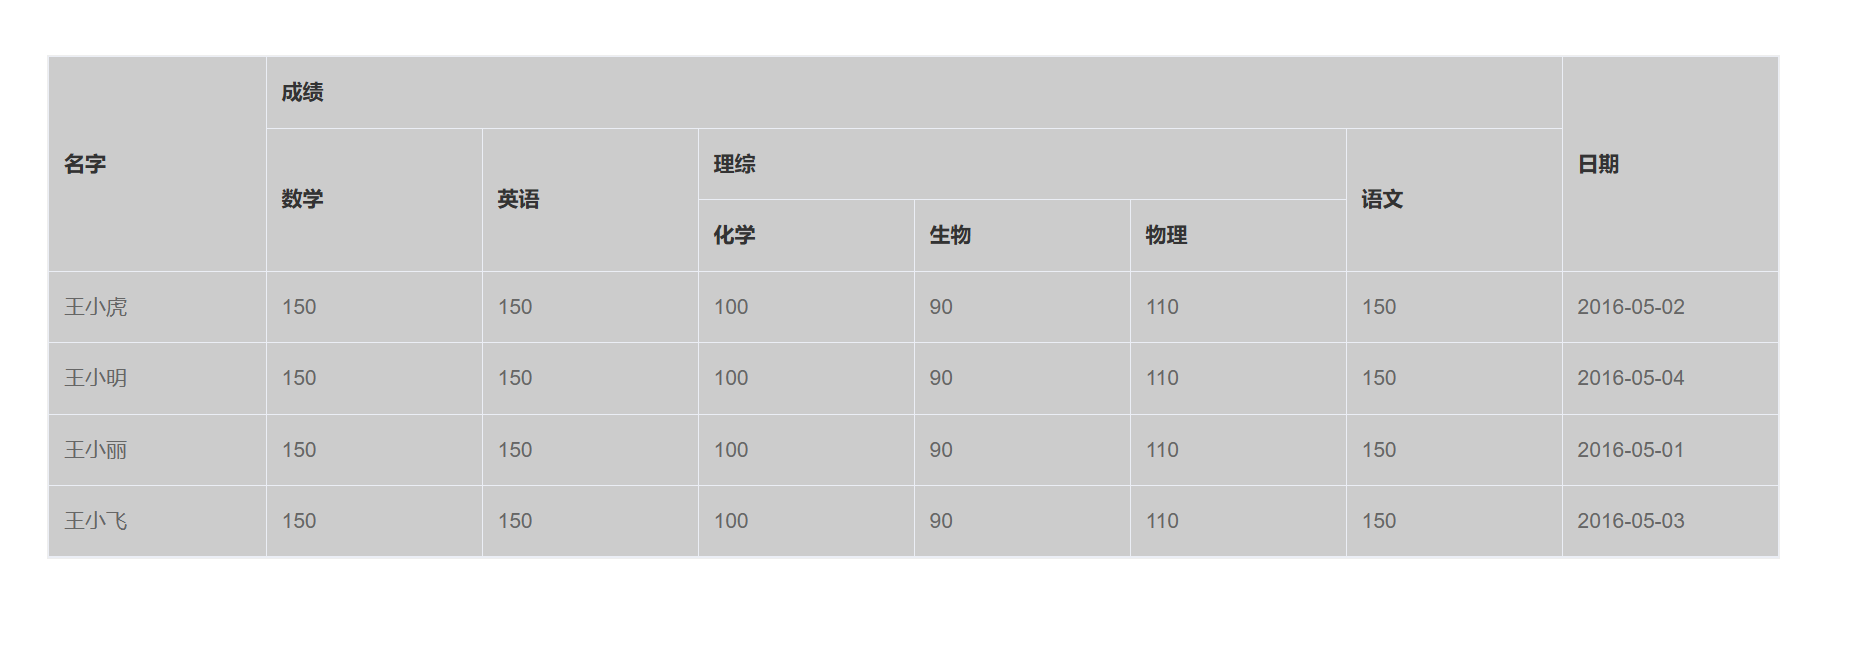 成绩
名字
理综
日期
数学
英语
语文
化学
生物
物理
王小虎 150 150 100 90 110 150 2016-05-02
王小明 150 150 100 90 110 150 2016-05-04
王小丽 150 150 100 90 110 150 2016-05-01
王小飞 150 150 100 90 110 150 2016-05-03